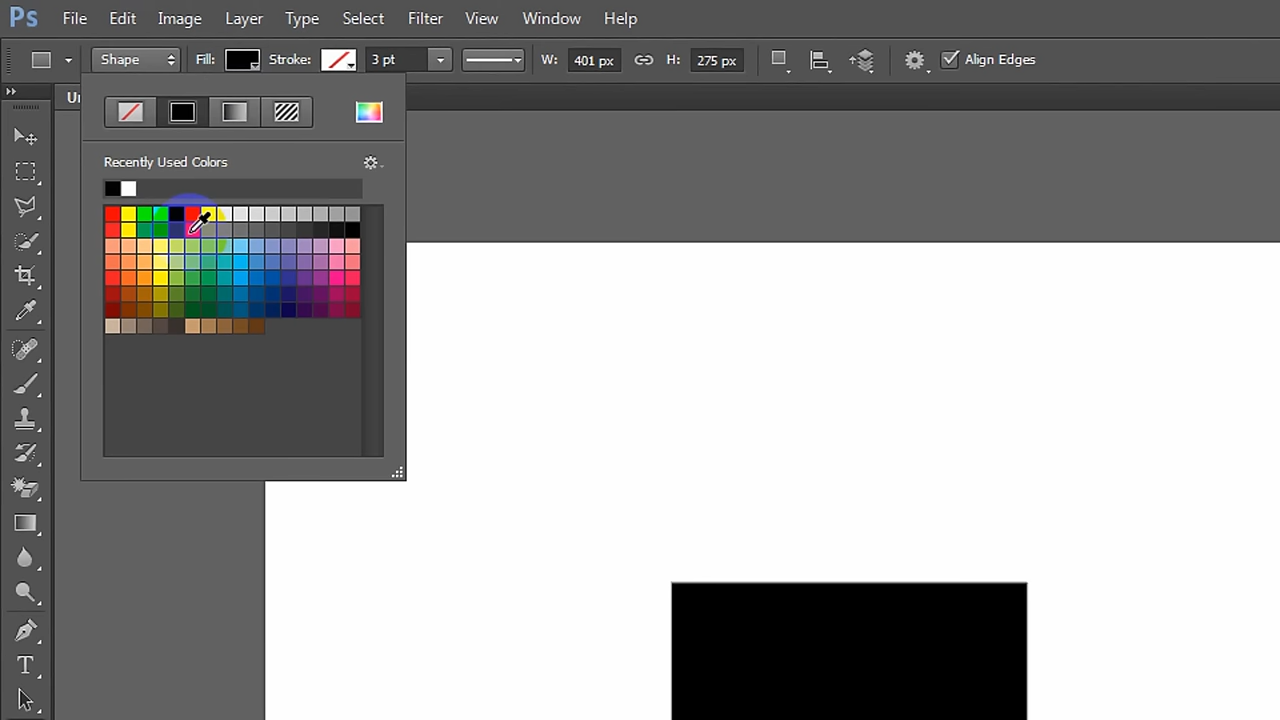 Ps File Edit Image Layer Type Select Filter View Window Help
Shape Fill: Stroke: 3 pt W: 401 px H: 275 px Align Edges
Recently Used Colors
T